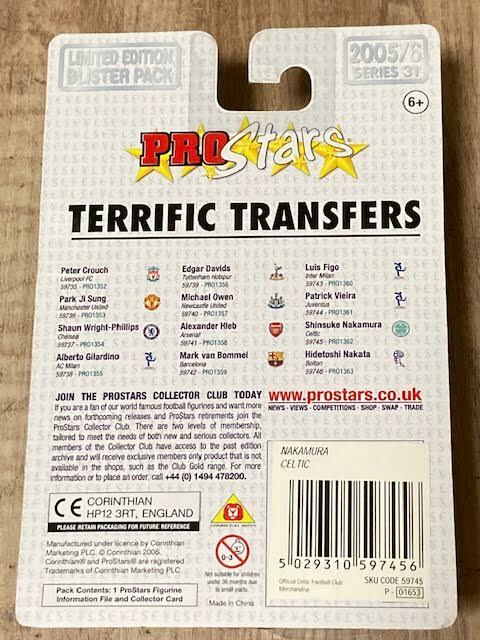 LIMITED EDITION
BLISTER PACK
2005/6
SERIES 31
6+
PROStars
TERRIFIC TRANSFERS
Peter Crouch
Liverpool FC
59735 - PRO1352
Park Ji Sung
Manchester United
59736 - PRO1353
Shaun Wright-Phillips
Chelsea
59737 - PRO1354
Alberto Gilardino
AC Milan
59738 - PRO1355
Edgar Davids
Tottenham Hotspur
59739 - PRO1356
Michael Owen
Newcastle United
59740 - PRO1357
Alexander Hleb
Arsenal
59741 - PRO1358
Mark van Bommel
Barcelona
59742 - PRO1359
Luis Figo
Inter Milan
59743 - PRO1360
Patrick Vieira
Juventus
59744 - PRO1361
Shinsuke Nakamura
Celtic
59745 - PRO1362
Hidetoshi Nakata
Bolton
59746 - PRO1363
JOIN THE PROSTARS COLLECTOR CLUB TODAY
If you are a fan of our world famous football figurines and want more
news on forthcoming releases and ProStars retirements join the
ProStars Collector Club. There are two levels of membership,
tailored to meet the needs of both new and serious collectors. All
members of the Collector Club have access to the past edition
archive and will receive exclusive members only product that is not
available in the shops, such as the Club Gold range. For more
information or to place an order, call +44 (0) 1494 478200.
www.prostars.co.uk
NEWS - VIEWS - COMPETITIONS - SHOP - SWAP - TRADE
CE CORINTHIAN
HP12 3RT, ENGLAND
PLEASE RETAIN PACKAGING FOR FUTURE REFERENCE
Manufactured under licence by Corinthian
Marketing PLC. © Corinthian 2006.
Corinthian® and ProStars® are registered
Trademarks of Corinthian Marketing PLC.
Pack Contents: 1 ProStars Figurine
Information File and Collector Card
0-3
Not suitable for children
under 36 months due
to small parts.
Made in China
NAKAMURA
CELTIC
5 029310 597456
Official Celtic Football Club
Merchandise
SKU CODE 59745
P - 01653